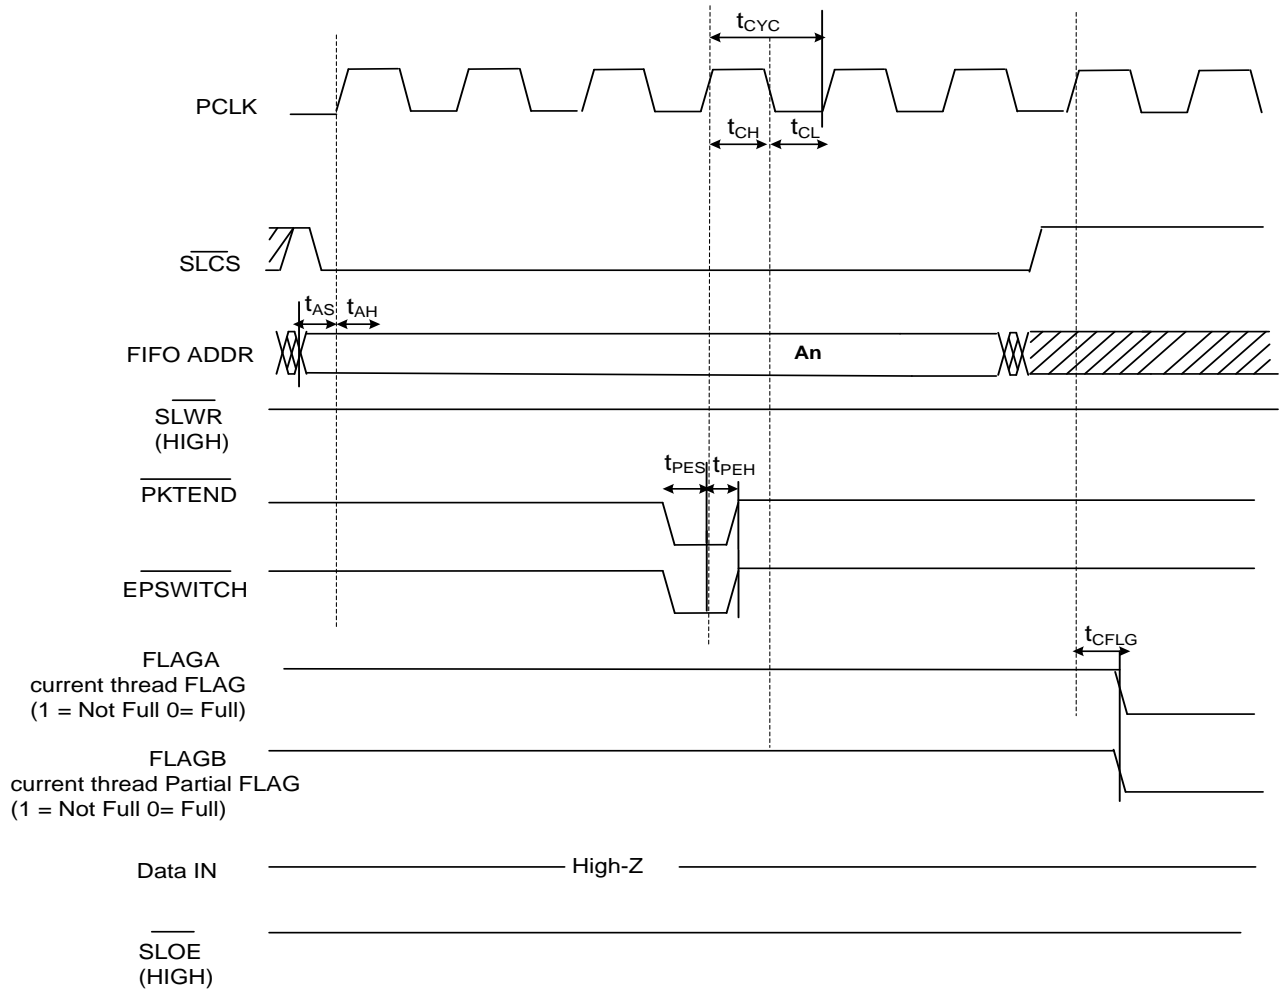 tCYC
PCLK
tCH
tCL
SLCS
tAS
tAH
FIFO ADDR
An
SLWR
(HIGH)
tPES
tPEH
PKTEND
EPSWITCH
tCFLG
FLAGA
current thread FLAG
(1 = Not Full 0= Full)
FLAGB
current thread Partial FLAG
(1 = Not Full 0= Full)
Data IN
High-Z
SLOE
(HIGH)